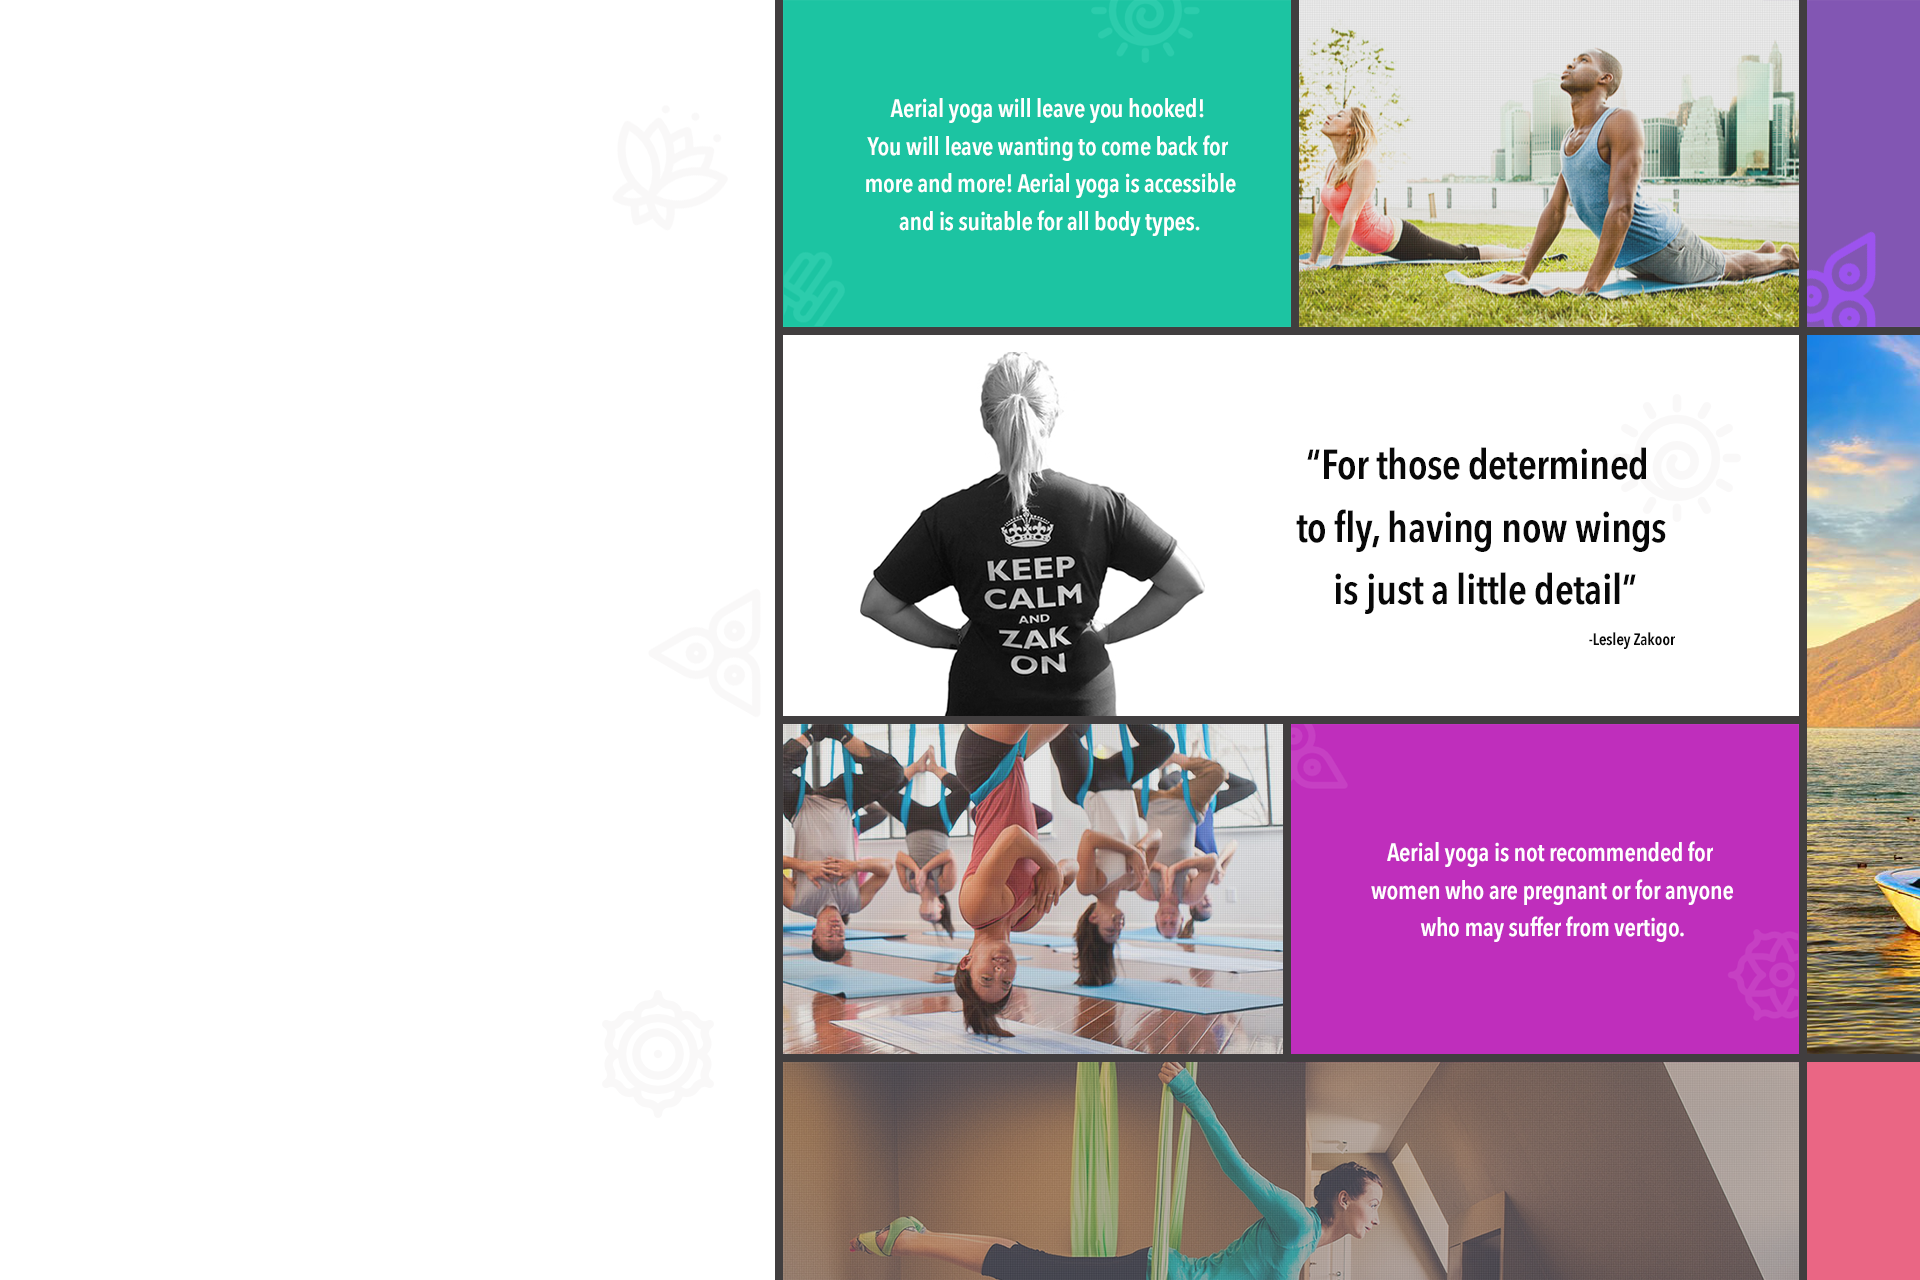 Aerial yoga will leave you hooked!
You will leave wanting to come back for
more and more! Aerial yoga is accessible
and is suitable for all body types.
“For those determined
to fly, having now wings
is just a little detail”
-Lesley Zakoor
KEEP
CALM
AND
ZAK
ON
Aerial yoga is not recommended for
women who are pregnant or for anyone
who may suffer from vertigo.